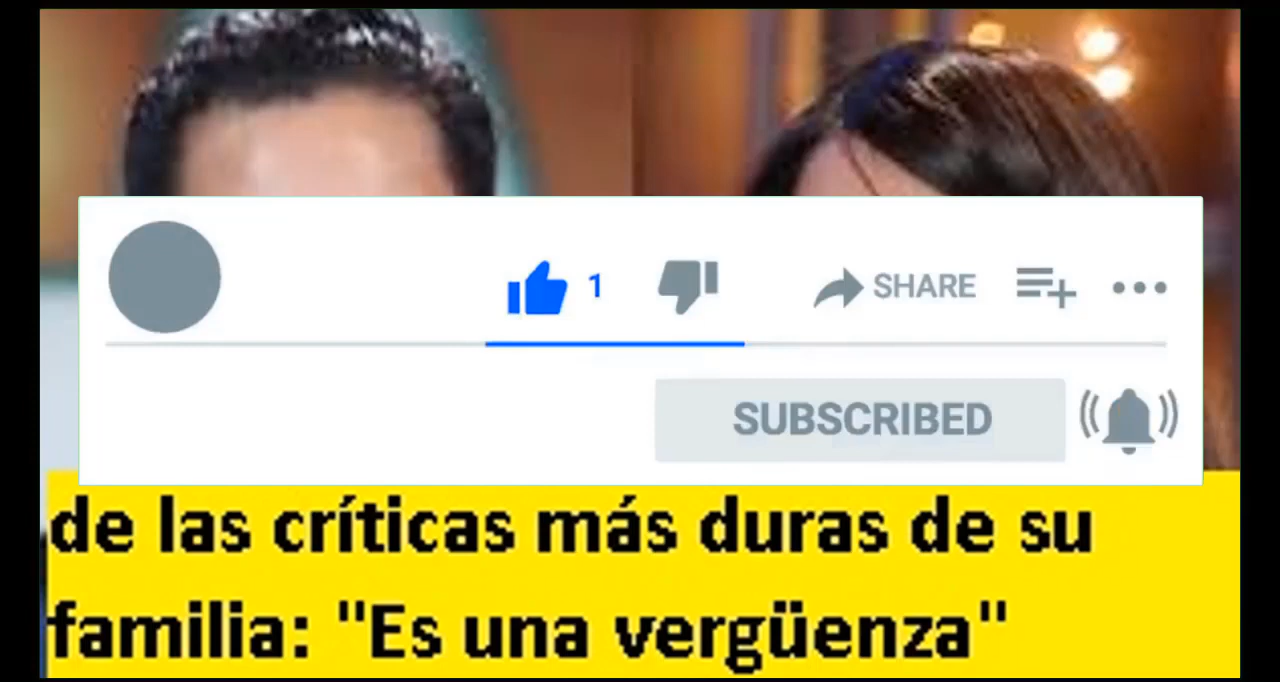 1
SHARE
SUBSCRIBED
de las críticas más duras de su
familia: "Es una vergüenza"